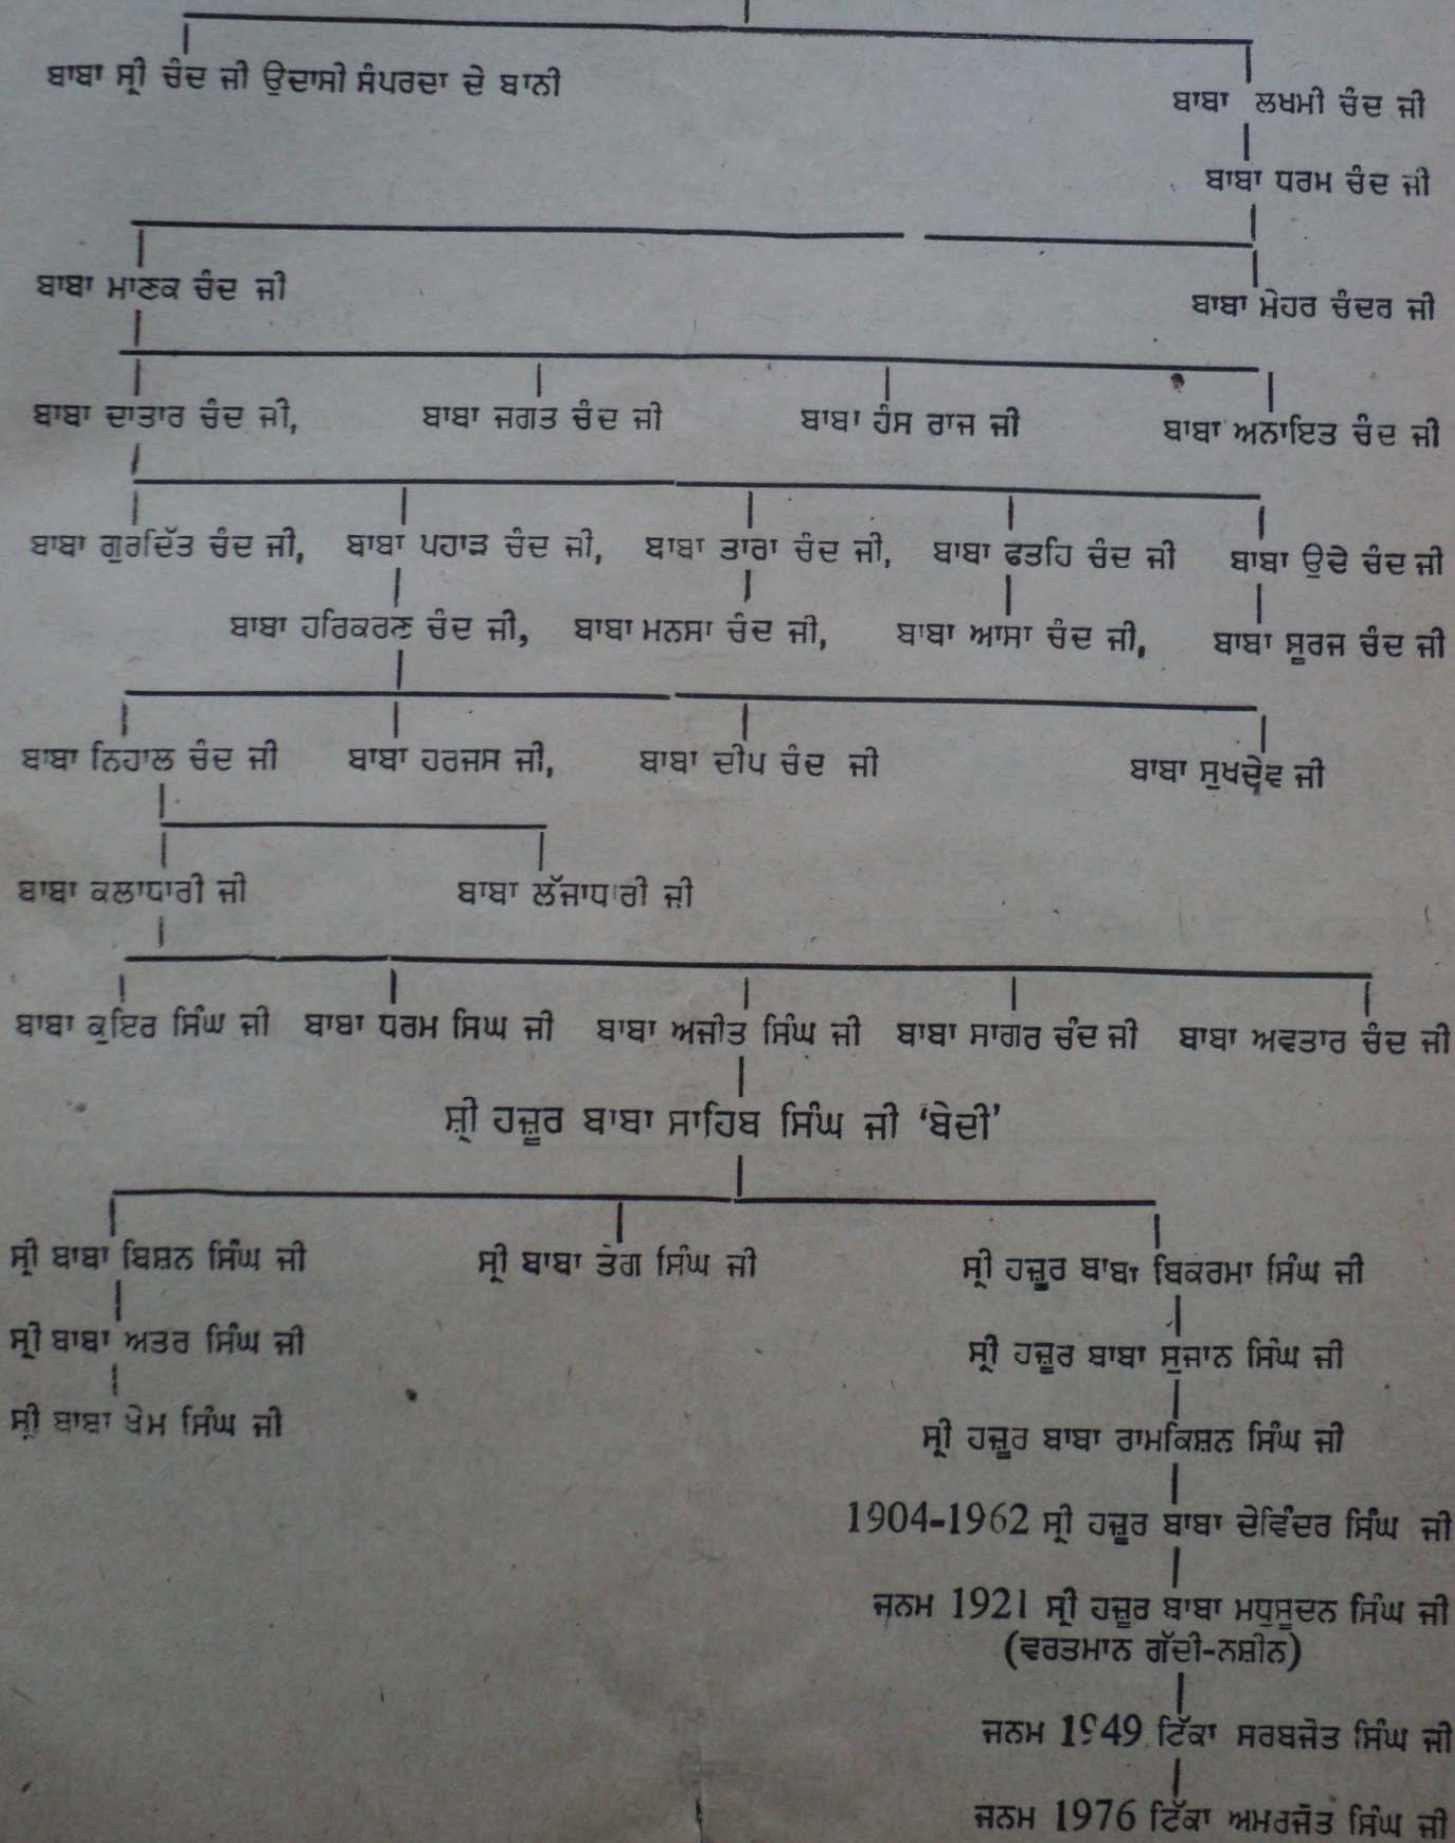 ਬਾਬਾ ਸ੍ਰੀ ਚੰਦ ਜੀ ਉਦਾਸੀ ਸੰਪਰਦਾ ਦੇ ਬਾਨੀ
ਬਾਬਾ ਲਖਮੀ ਚੰਦ ਜੀ
ਬਾਬਾ ਧਰਮ ਚੰਦ ਜੀ
ਬਾਬਾ ਮਾਣਕ ਚੰਦ ਜੀ
ਬਾਬਾ ਮੇਹਰ ਚੰਦਰ ਜੀ
ਬਾਬਾ ਦਾਤਾਰ ਚੰਦ ਜੀ, ਬਾਬਾ ਜਗਤ ਚੰਦ ਜੀ ਬਾਬਾ ਹੰਸ ਰਾਜ ਜੀ ਬਾਬਾ ਅਨਾਇਤ ਚੰਦ ਜੀ
ਬਾਬਾ ਗੁਰਦਿੱਤ ਚੰਦ ਜੀ, ਬਾਬਾ ਪਹਾੜ ਚੰਦ ਜੀ, ਬਾਬਾ ਤਾਰਾ ਚੰਦ ਜੀ, ਬਾਬਾ ਫਤਹਿ ਚੰਦ ਜੀ ਬਾਬਾ ਉਦੇ ਚੰਦ ਜੀ
ਬਾਬਾ ਹਰਿਕਰਣ ਚੰਦ ਜੀ, ਬਾਬਾ ਮਨਸਾ ਚੰਦ ਜੀ, ਬਾਬਾ ਆਸਾ ਚੰਦ ਜੀ, ਬਾਬਾ ਸੂਰਜ ਚੰਦ ਜੀ
ਬਾਬਾ ਨਿਹਾਲ ਚੰਦ ਜੀ ਬਾਬਾ ਹਰਜਸ ਜੀ, ਬਾਬਾ ਦੀਪ ਚੰਦ ਜੀ ਬਾਬਾ ਸੁਖਦੇਵ ਜੀ
ਬਾਬਾ ਕਲਾਧਾਰੀ ਜੀ ਬਾਬਾ ਲੱਜਾਧਾਰੀ ਜੀ
ਬਾਬਾ ਕੁਇਰ ਸਿੰਘ ਜੀ ਬਾਬਾ ਧਰਮ ਸਿਘ ਜੀ ਬਾਬਾ ਅਜੀਤ ਸਿੰਘ ਜੀ ਬਾਬਾ ਸਾਗਰ ਚੰਦ ਜੀ ਬਾਬਾ ਅਵਤਾਰ ਚੰਦ ਜੀ
ਸ਼੍ਰੀ ਹਜ਼ੂਰ ਬਾਬਾ ਸਾਹਿਬ ਸਿੰਘ ਜੀ ‘ਬੇਦੀ’
ਸ੍ਰੀ ਬਾਬਾ ਬਿਸ਼ਨ ਸਿੰਘ ਜੀ ਸ੍ਰੀ ਬਾਬਾ ਤੇਗ ਸਿੰਘ ਜੀ ਸ੍ਰੀ ਹਜ਼ੂਰ ਬਾਬਾ ਬਿਕਰਮਾ ਸਿੰਘ ਜੀ
ਸ੍ਰੀ ਬਾਬਾ ਅਤਰ ਸਿੰਘ ਜੀ ਸ੍ਰੀ ਹਜ਼ੂਰ ਬਾਬਾ ਸੁਜਾਨ ਸਿੰਘ ਜੀ
ਸ੍ਰੀ ਬਾਬਾ ਖੇਮ ਸਿੰਘ ਜੀ ਸ੍ਰੀ ਹਜ਼ੂਰ ਬਾਬਾ ਰਾਮਕਿਸ਼ਨ ਸਿੰਘ ਜੀ
1904-1962 ਸ੍ਰੀ ਹਜ਼ੂਰ ਬਾਬਾ ਦੇਵਿੰਦਰ ਸਿੰਘ ਜੀ
ਜਨਮ 1921 ਸ੍ਰੀ ਹਜ਼ੂਰ ਬਾਬਾ ਮਧੁਸੂਦਨ ਸਿੰਘ ਜੀ
(ਵਰਤਮਾਨ ਗੱਦੀ-ਨਸ਼ੀਨ)
ਜਨਮ 1949 ਟਿੱਕਾ ਸਰਬਜੋਤ ਸਿੰਘ ਜੀ
ਜਨਮ 1976 ਟਿੱਕਾ ਅਮਰਜੋਤ ਸਿੰਘ ਜੀ